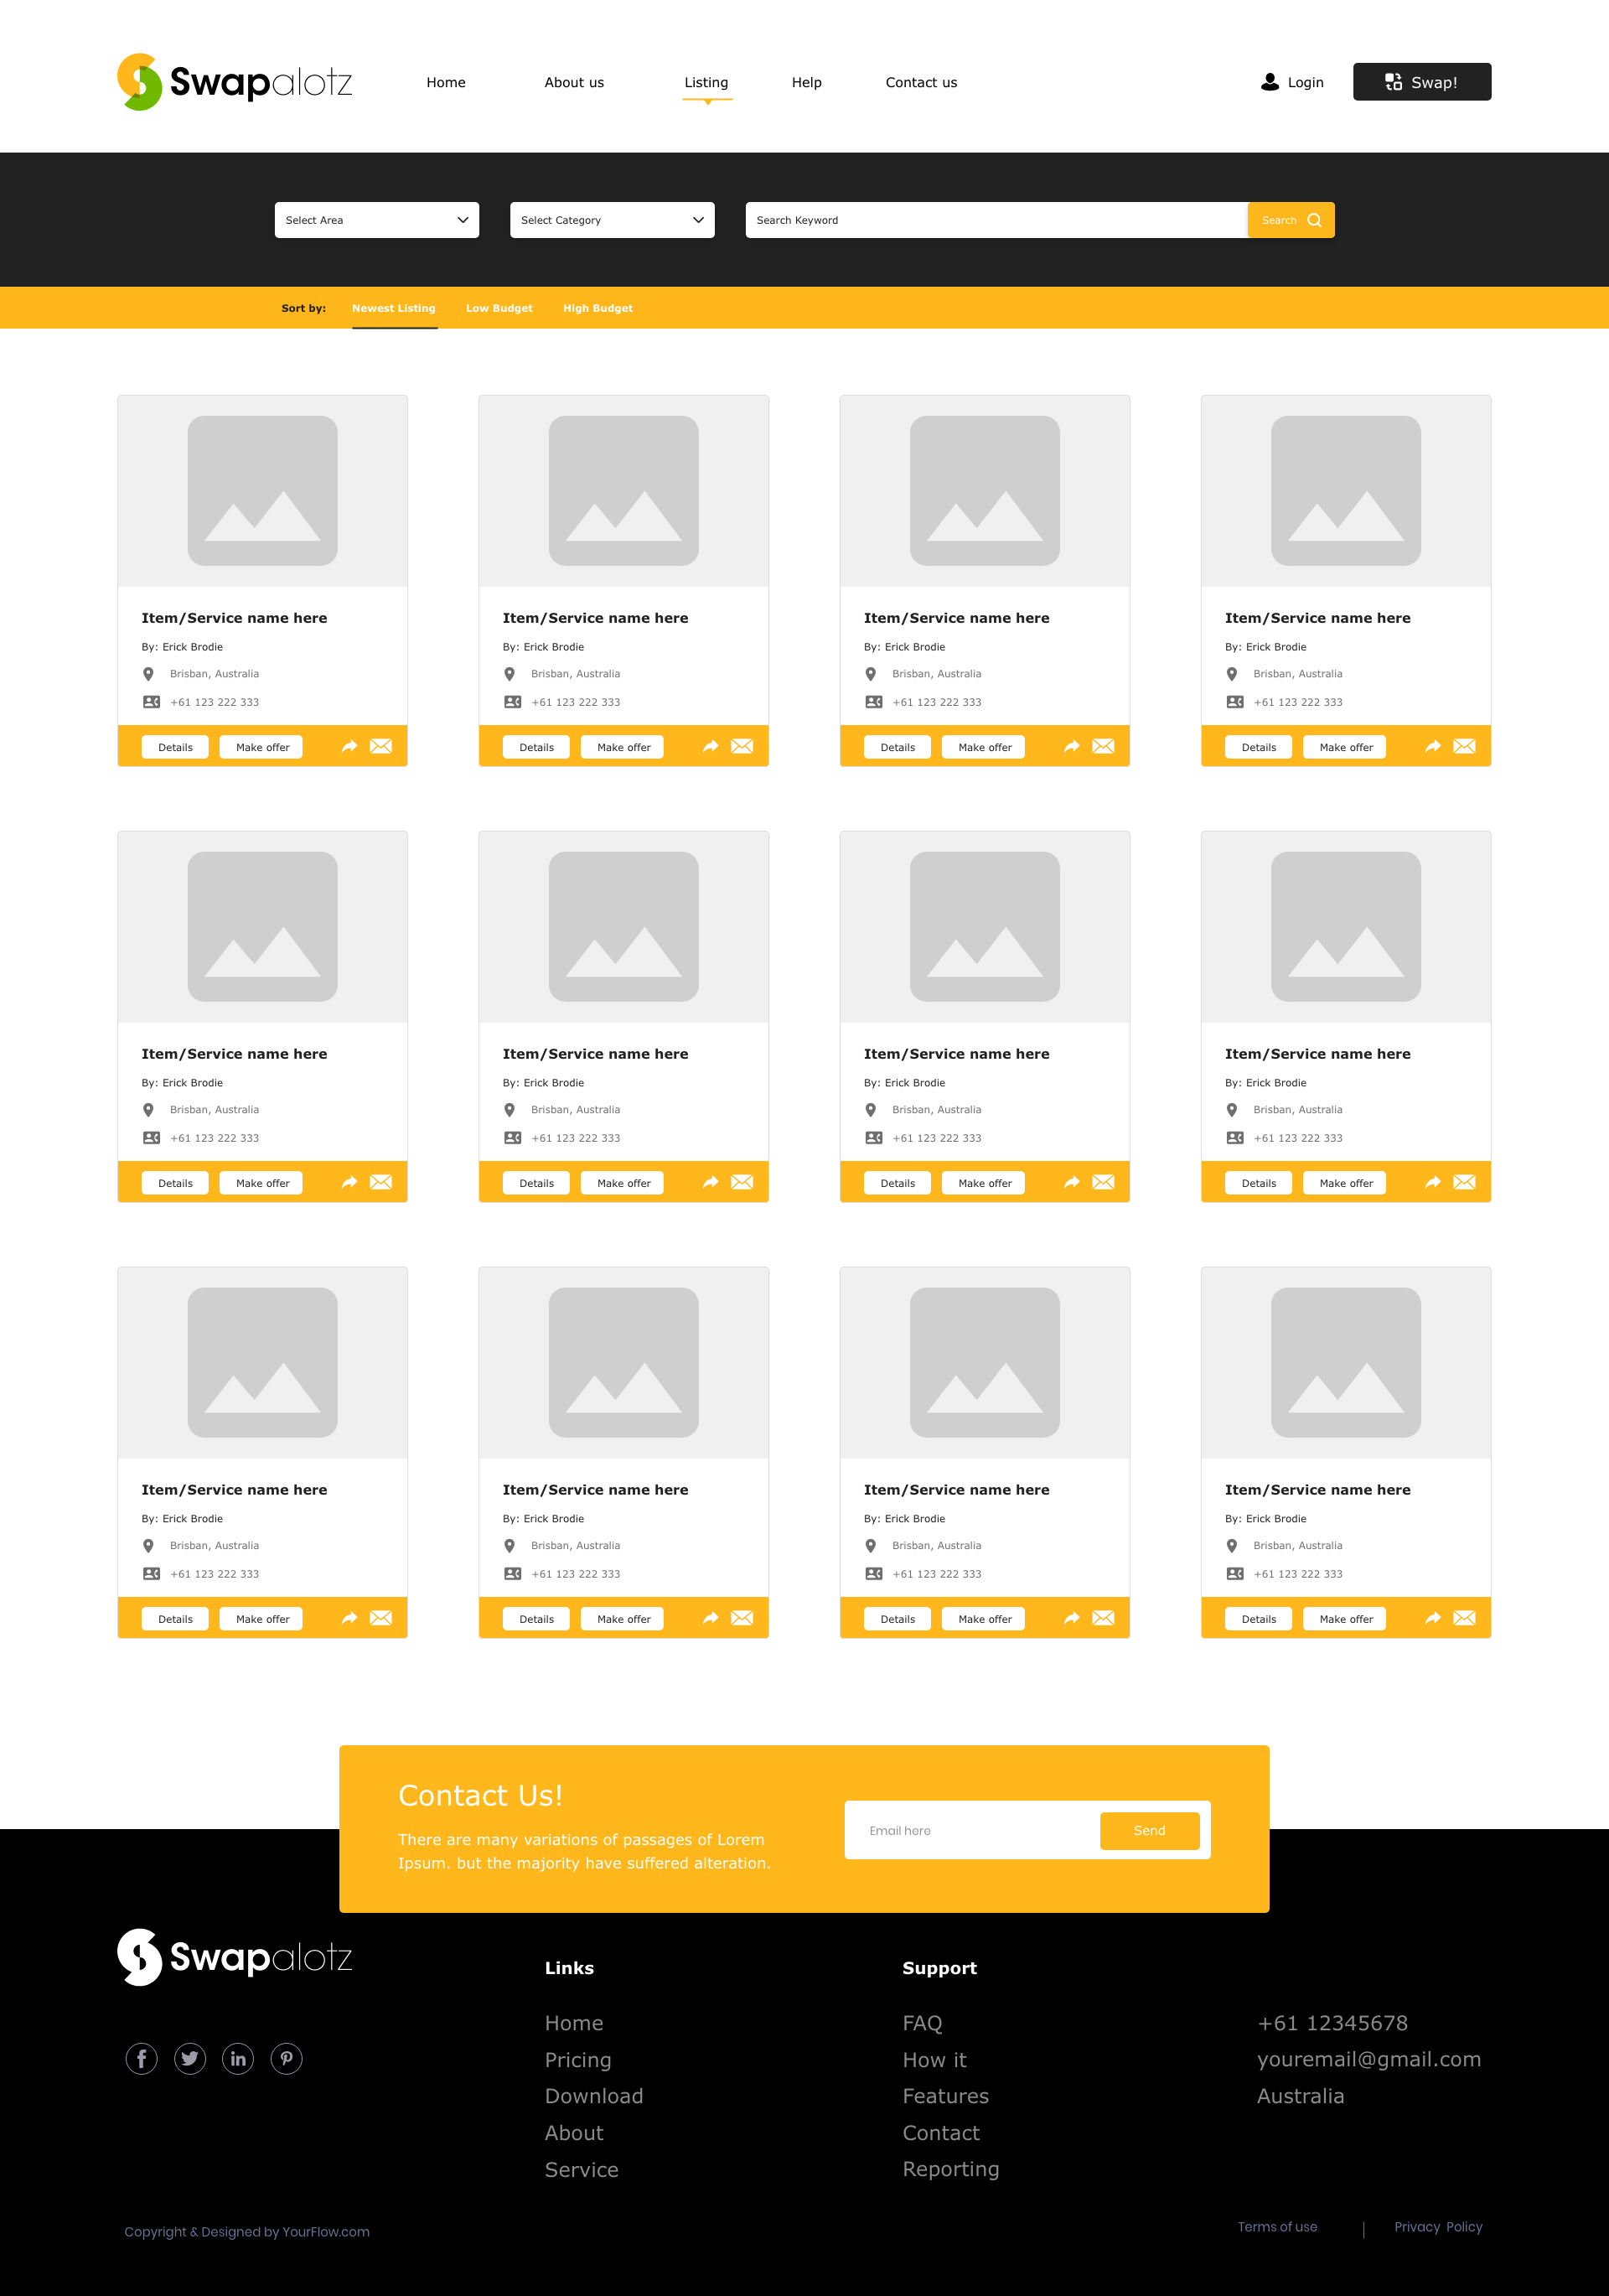 Swapalotz
Home About us Listing Help Contact us Login Swap!
Select Area Select Category Search Keyword Search
Sort by: Newest Listing Low Budget High Budget
Item/Service name here Item/Service name here Item/Service name here Item/Service name here
By: Erick Brodie By: Erick Brodie By: Erick Brodie By: Erick Brodie
Brisban, Australia Brisban, Australia Brisban, Australia Brisban, Australia
+61 123 222 333 +61 123 222 333 +61 123 222 333 +61 123 222 333
Details Make offer Details Make offer Details Make offer Details Make offer
Item/Service name here Item/Service name here Item/Service name here Item/Service name here
By: Erick Brodie By: Erick Brodie By: Erick Brodie By: Erick Brodie
Brisban, Australia Brisban, Australia Brisban, Australia Brisban, Australia
+61 123 222 333 +61 123 222 333 +61 123 222 333 +61 123 222 333
Details Make offer Details Make offer Details Make offer Details Make offer
Item/Service name here Item/Service name here Item/Service name here Item/Service name here
By: Erick Brodie By: Erick Brodie By: Erick Brodie By: Erick Brodie
Brisban, Australia Brisban, Australia Brisban, Australia Brisban, Australia
+61 123 222 333 +61 123 222 333 +61 123 222 333 +61 123 222 333
Details Make offer Details Make offer Details Make offer Details Make offer
Contact Us!
There are many variations of passages of Lorem
Ipsum. but the majority have suffered alteration.
Email here Send
Swapalotz
Links
Home
Pricing
Download
About
Service
Support
FAQ
How it
Features
Contact
Reporting
+61 12345678
youremail@gmail.com
Australia
Copyright & Designed by YourFlow.com
Terms of use | Privacy Policy